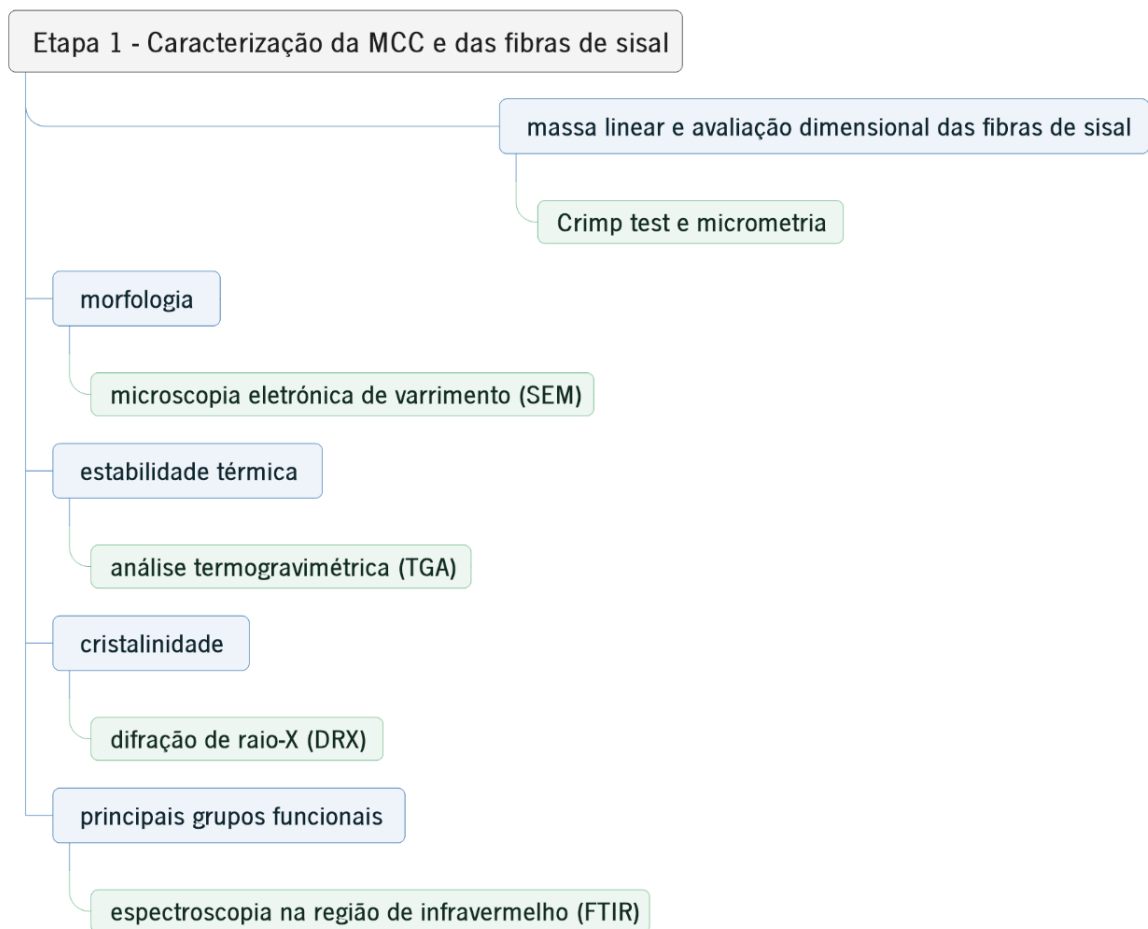 Etapa 1 - Caracterização da MCC e das fibras de sisal
massa linear e avaliação dimensional das fibras de sisal
Crimp test e micrometria
morfologia
microscopia eletrónica de varrimento (SEM)
estabilidade térmica
análise termogravimétrica (TGA)
cristalinidade
difração de raio-X (DRX)
principais grupos funcionais
espectroscopia na região de infravermelho (FTIR)